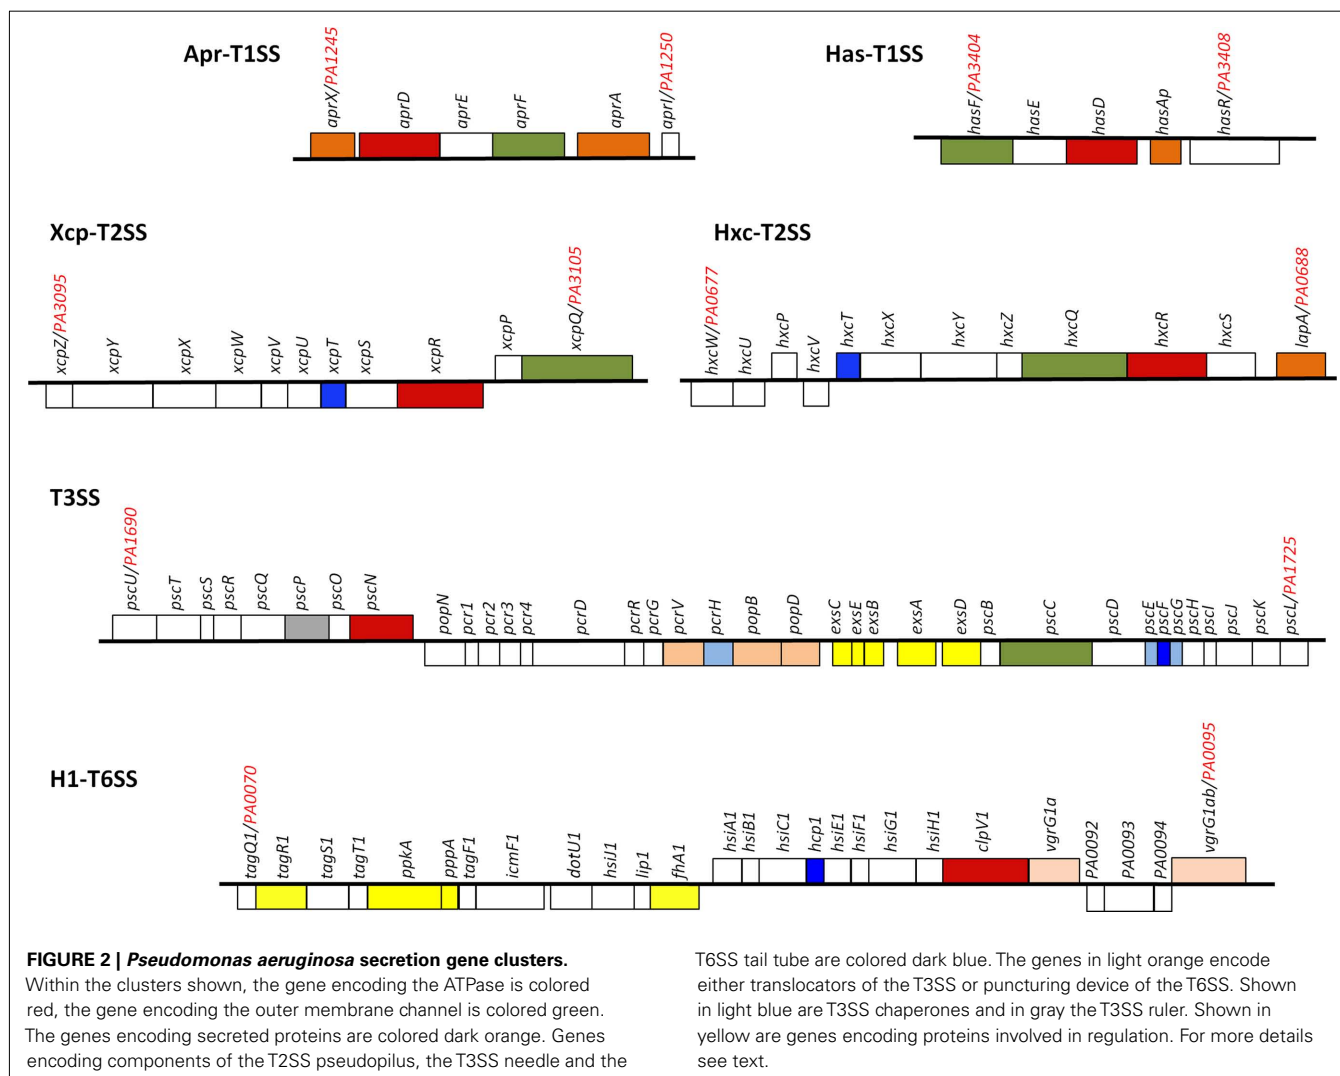 Apr-T1SS
aprX/PA1245
aprD
aprE
aprF
aprA
aprI/PA1250
Has-T1SS
hasF/PA3404
hasE
hasD
hasAp
hasR/PA3408
Xcp-T2SS
xcpZ/PA3095
xcpY
xcpX
xcpW
xcpV
xcpU
xcpT
xcpS
xcpR
xcpP
xcpQ/PA3105
Hxc-T2SS
hxcW/PA0677
hxcU
hxcP
hxcV
hxcT
hxcX
hxcY
hxcZ
hxcQ
hxcR
hxcS
lapA/PA0688
T3SS
pscU/PA1690
pscT
pscS
pscR
pscQ
pscP
pscO
pscN
popN
pcr1
pcr2
pcr3
pcr4
pcrD
pcrR
pcrG
pcrV
pcrH
popB
popD
exsC
exsE
exsB
exsA
exsD
pscB
pscC
pscD
pscE
pscF
pscG
pscH
pscI
pscJ
pscK
pscL/PA1725
H1-T6SS
tagQ1/PA0070
tagR1
tagS1
tagT1
ppkA
pppA
tagF1
icmF1
dotU1
hsiJ1
lip1
fhA1
hsiA1
hsiB1
hsiC1
hcp1
hsiE1
hsiF1
hsiG1
hsiH1
clpV1
vgrG1a
PA0092
PA0093
PA0094
vgrG1ab/PA0095
FIGURE 2 | Pseudomonas aeruginosa secretion gene clusters.
Within the clusters shown, the gene encoding the ATPase is colored
red, the gene encoding the outer membrane channel is colored green.
The genes encoding secreted proteins are colored dark orange. Genes
encoding components of the T2SS pseudopilus, the T3SS needle and the
T6SS tail tube are colored dark blue. The genes in light orange encode
either translocators of the T3SS or puncturing device of the T6SS. Shown
in light blue are T3SS chaperones and in gray the T3SS ruler. Shown in
yellow are genes encoding proteins involved in regulation. For more details
see text.